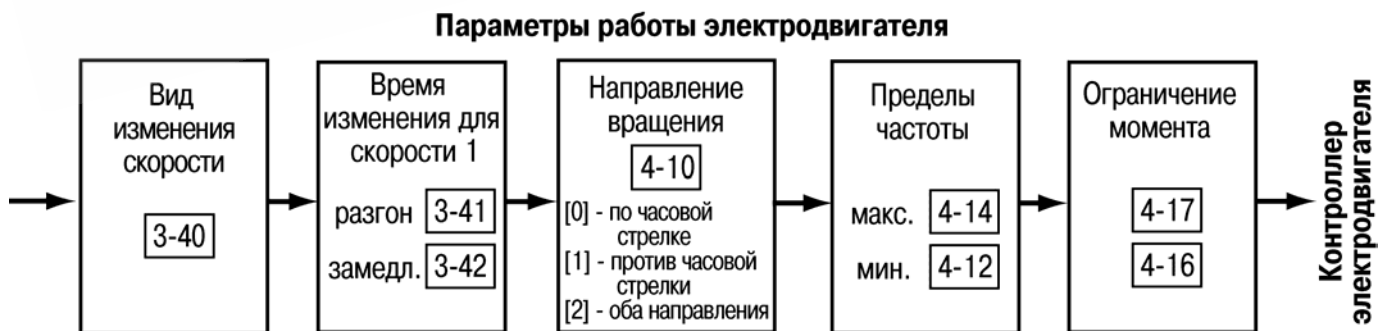 Параметры работы электродвигателя
Вид
изменения
скорости
3-40
Время
изменения для
скорости 1
разгон 3-41
замедл. 3-42
Направление
вращения
4-10
[0] - по часовой
стрелке
[1] - против часовой
стрелки
[2] - оба направления
Пределы
частоты
макс. 4-14
мин. 4-12
Ограничение
момента
4-17
4-16
Контроллер
электродвигателя